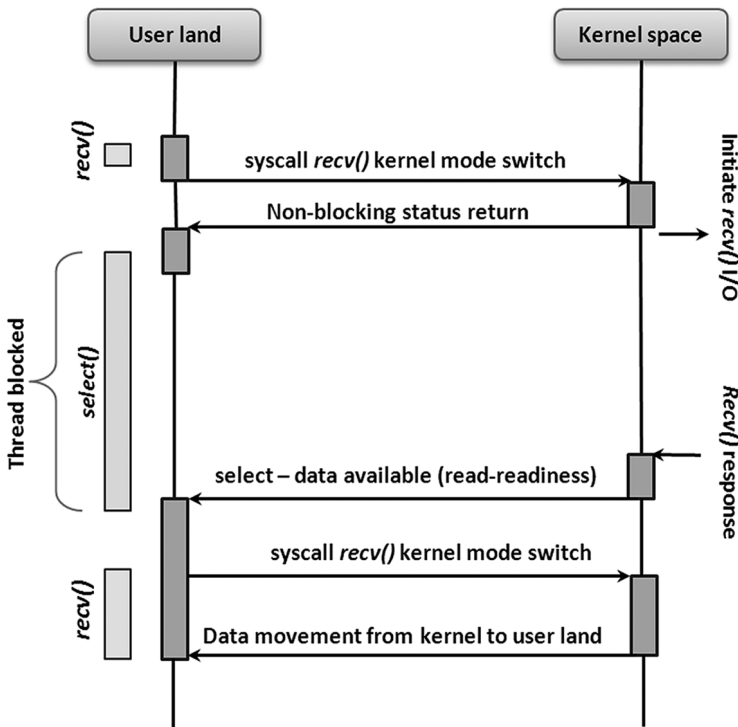 User land
Kernel space
recv()
syscall recv() kernel mode switch
Non-blocking status return
Initiate recv() I/O
Thread blocked
select()
Recv() response
select – data available (read-readiness)
syscall recv() kernel mode switch
recv()
Data movement from kernel to user land